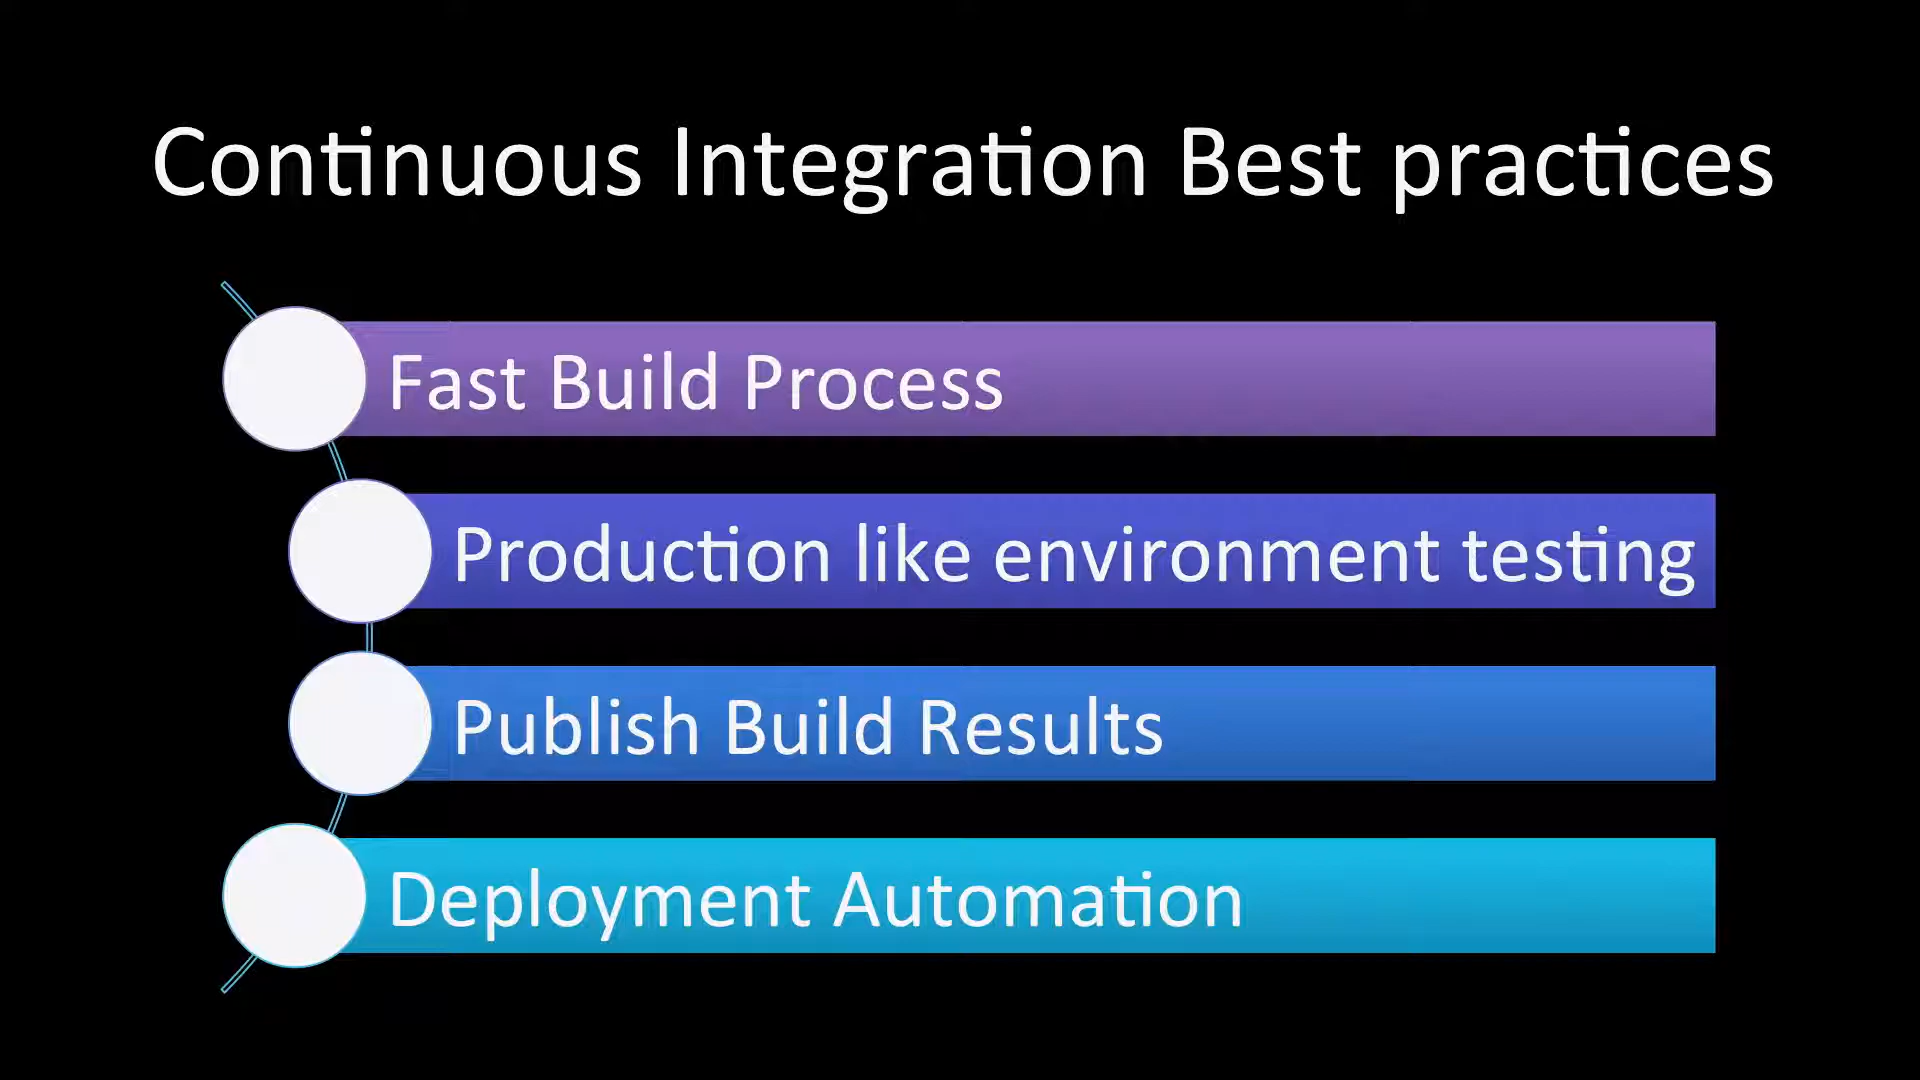 Continuous Integration Best practices
Fast Build Process
Production like environment testing
Publish Build Results
Deployment Automation